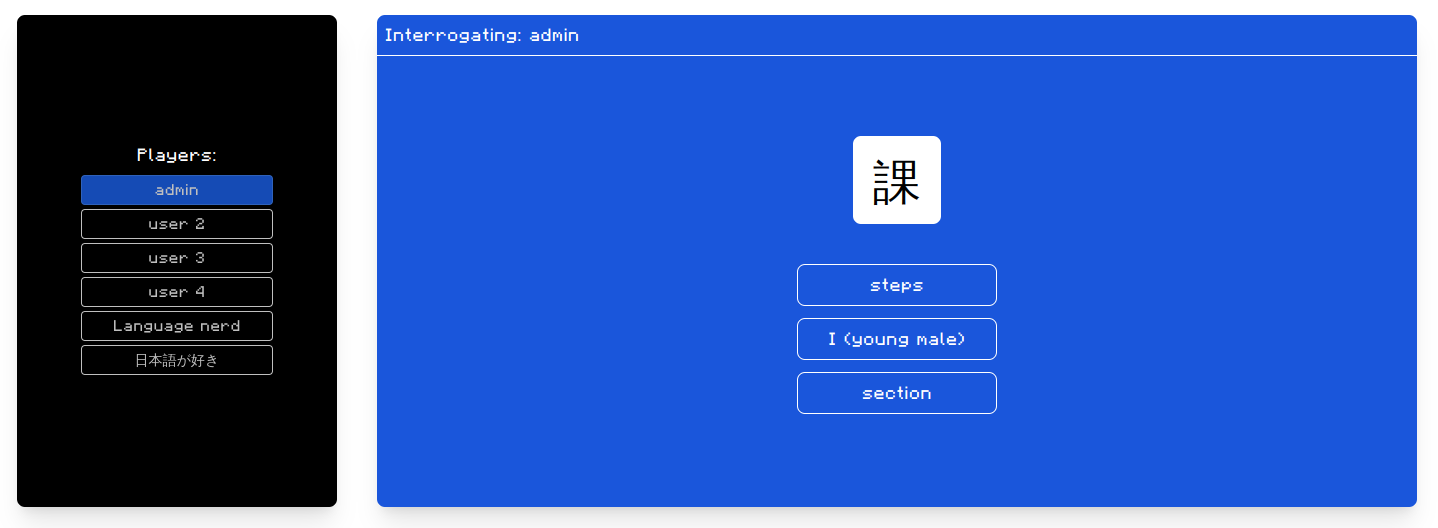 Players:
admin
user 2
user 3
user 4
Language nerd
日本語が好き
Interrogating: admin
課
steps
I (young male)
section